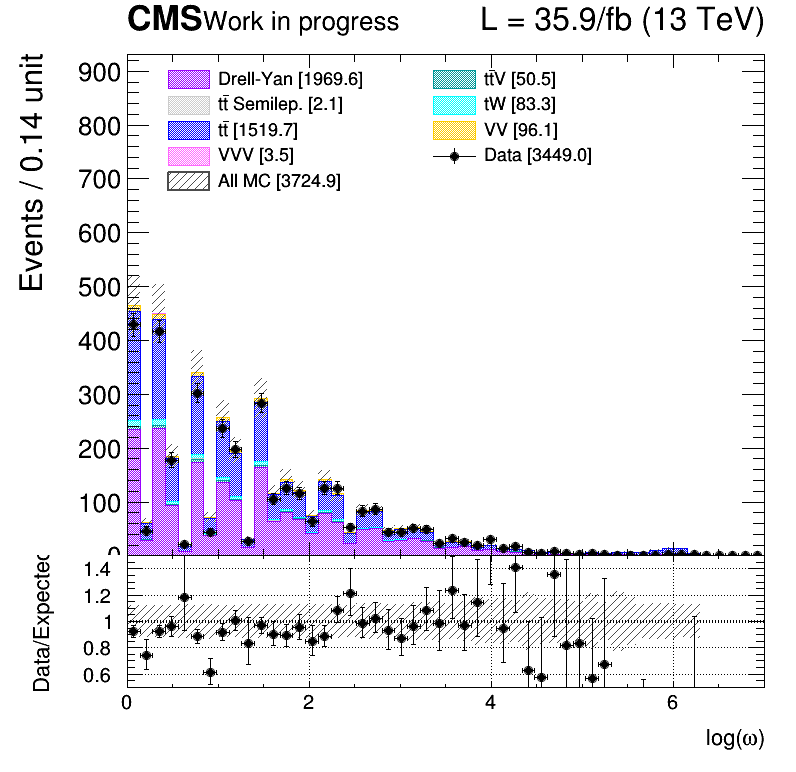 CMS Work in progress L = 35.9/fb (13 TeV)
Events / 0.14 unit
900
800
700
600
500
400
300
200
100
0
Drell-Yan [1969.6]
tt̄ Semilep. [2.1]
tt̄ [1519.7]
VVV [3.5]
All MC [3724.9]
tt̄V [50.5]
tW [83.3]
VV [96.1]
Data [3449.0]
Data/Expected
1.4
1.2
1
0.8
0.6
0 2 4 6
log(ω)